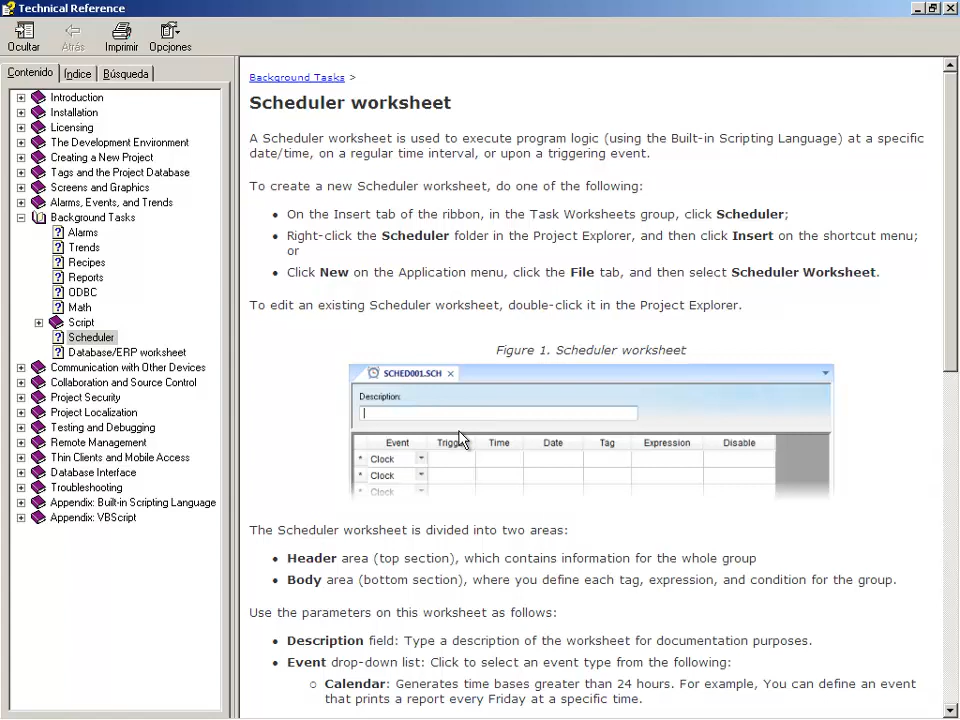 Technical Reference
Ocultar Atrás Imprimir Opciones
Contenido Índice Búsqueda
Introduction
Installation
Licensing
The Development Environment
Creating a New Project
Tags and the Project Database
Screens and Graphics
Alarms, Events, and Trends
Background Tasks
Alarms
Trends
Recipes
Reports
ODBC
Math
Script
Scheduler
Database/ERP worksheet
Communication with Other Devices
Collaboration and Source Control
Project Security
Project Localization
Testing and Debugging
Remote Management
Thin Clients and Mobile Access
Database Interface
Troubleshooting
Appendix: Built-in Scripting Language
Appendix: VBScript
Background Tasks >
Scheduler worksheet
A Scheduler worksheet is used to execute program logic (using the Built-in Scripting Language) at a specific
date/time, on a regular time interval, or upon a triggering event.
To create a new Scheduler worksheet, do one of the following:
• On the Insert tab of the ribbon, in the Task Worksheets group, click Scheduler;
• Right-click the Scheduler folder in the Project Explorer, and then click Insert on the shortcut menu;
or
• Click New on the Application menu, click the File tab, and then select Scheduler Worksheet.
To edit an existing Scheduler worksheet, double-click it in the Project Explorer.
Figure 1. Scheduler worksheet
SCHED001.SCH
Description:
Event Time Date Tag Expression Disable
* Clock
* Clock
* Clock
The Scheduler worksheet is divided into two areas:
• Header area (top section), which contains information for the whole group
• Body area (bottom section), where you define each tag, expression, and condition for the group.
Use the parameters on this worksheet as follows:
• Description field: Type a description of the worksheet for documentation purposes.
• Event drop-down list: Click to select an event type from the following:
○ Calendar: Generates time bases greater than 24 hours. For example, You can define an event
that prints a report every Friday at a specific time.